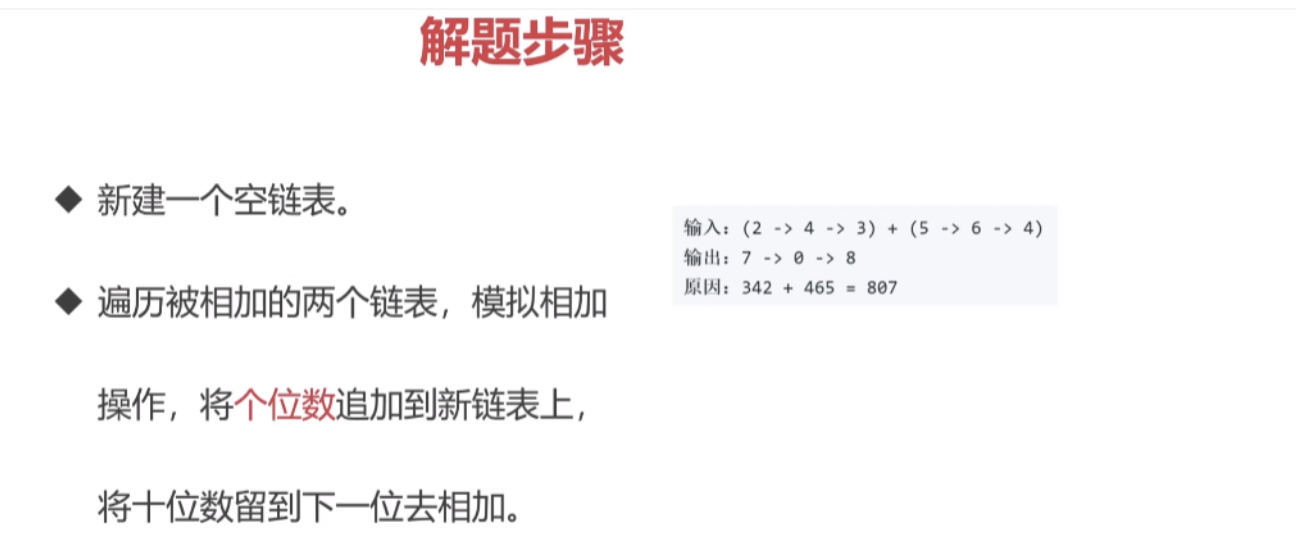 解题步骤
◆ 新建一个空链表。
◆ 遍历被相加的两个链表，模拟相加
操作，将个位数追加到新链表上，
将十位数留到下一位去相加。
输入：(2 -> 4 -> 3) + (5 -> 6 -> 4)
输出：7 -> 0 -> 8
原因：342 + 465 = 807